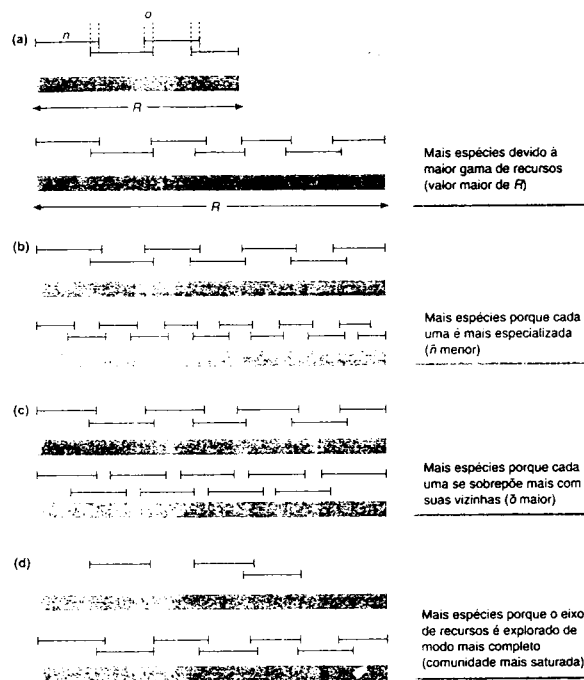 o
(a)
n
R
Mais espécies devido à
maior gama de recursos
(valor maior de R)
R
(b)
Mais espécies porque cada
uma é mais especializada
(n̄ menor)
(c)
Mais espécies porque cada
uma se sobrepõe mais com
suas vizinhas (ō maior)
(d)
Mais espécies porque o eixo
de recursos é explorado de
modo mais completo
(comunidade mais saturada)